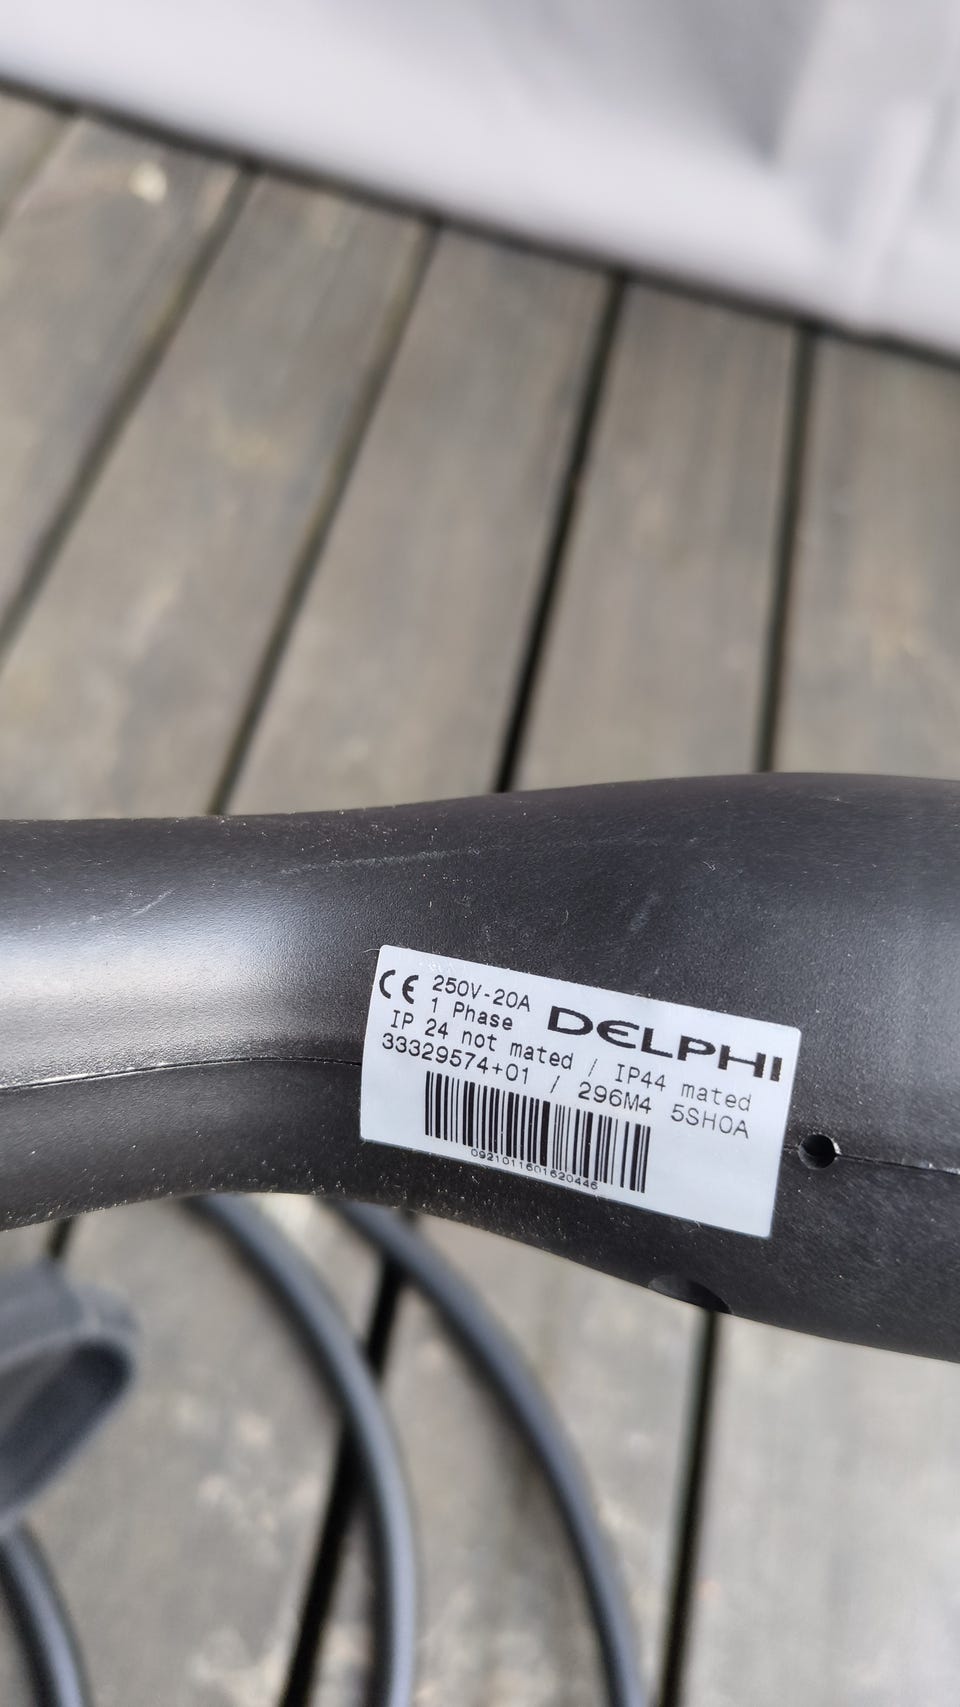 CE 250V-20A DELPHI
1 Phase
IP 24 not mated / IP44 mated
33329574+01 / 296M4 5SH0A
0921011601620446